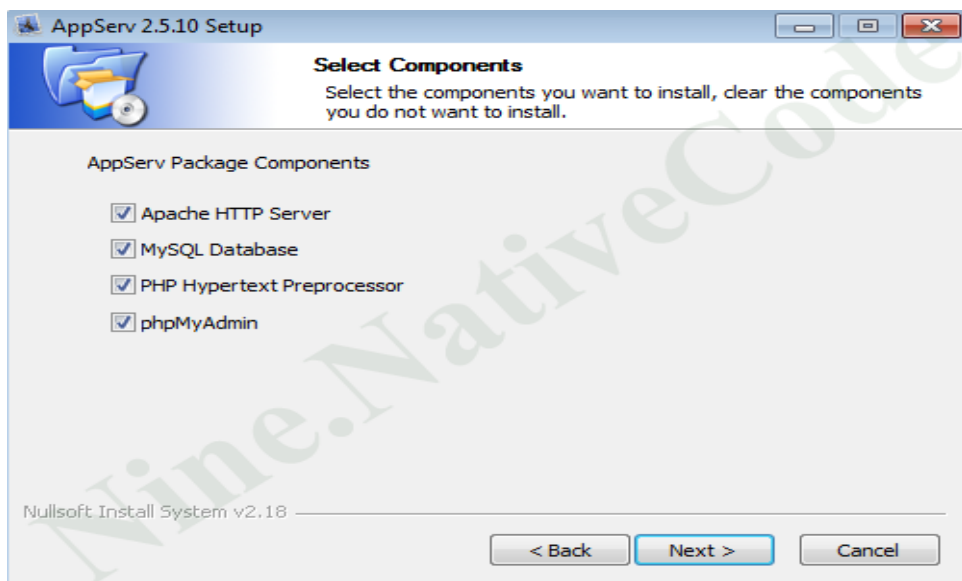 AppServ 2.5.10 Setup
Select Components
Select the components you want to install, clear the components
you do not want to install.
AppServ Package Components
Apache HTTP Server
MySQL Database
PHP Hypertext Preprocessor
phpMyAdmin
Nine.NativeCode
Nullsoft Install System v2.18
< Back
Next >
Cancel